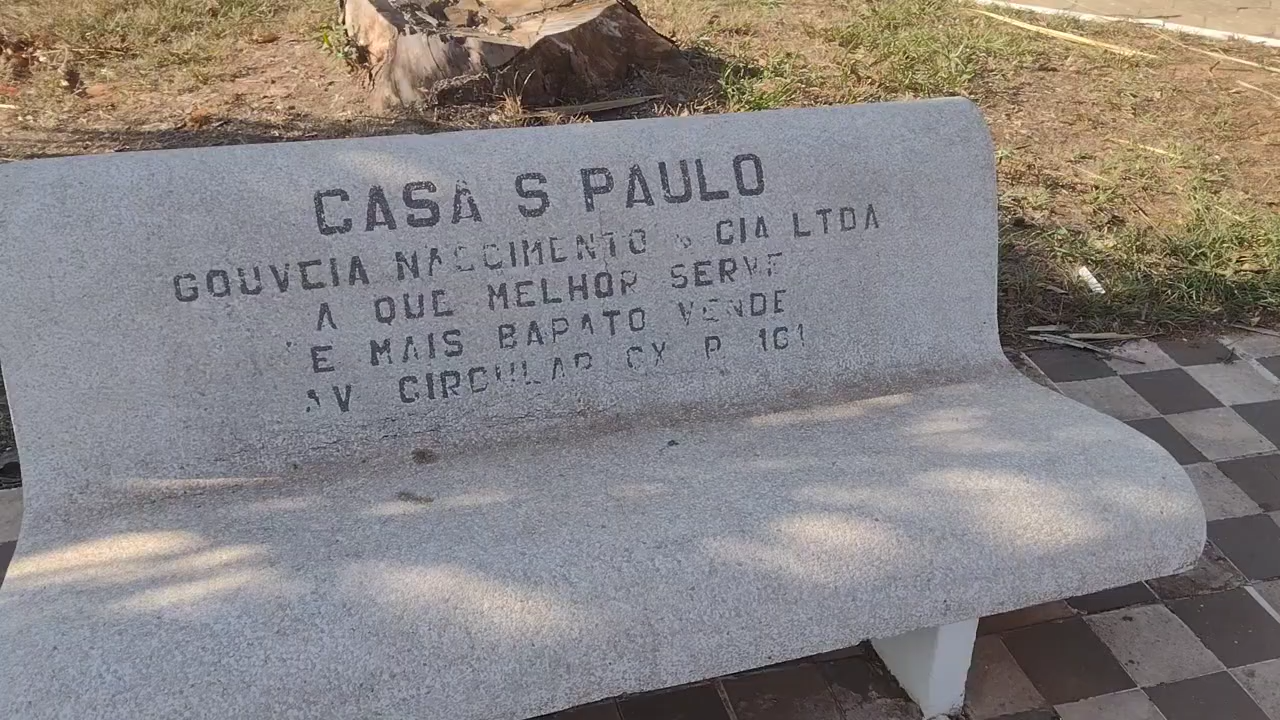 CASA S PAULO
GOUVEIA NASCIMENTO & CIA LTDA
A QUE MELHOR SERVE
E MAIS BARATO VENDE
AV CIRCULAR CX P 161